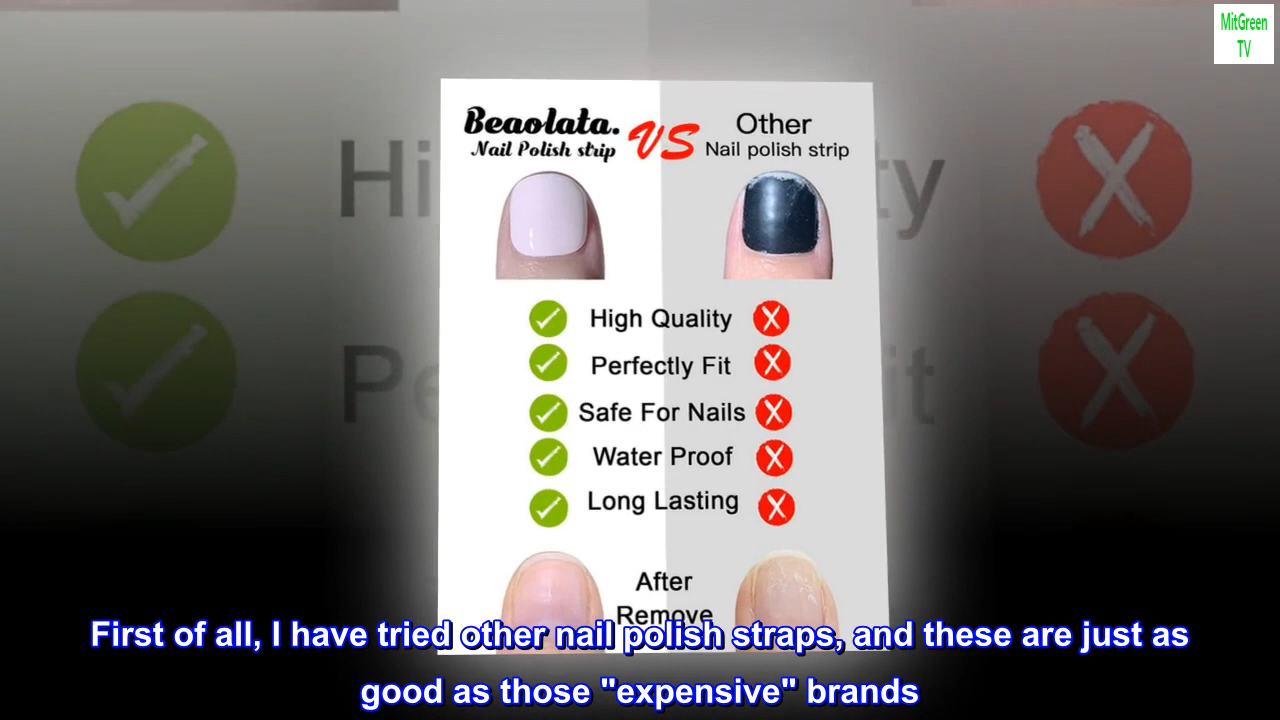 MitGreen
TV
Beaolata.
Nail Polish strip
VS
Other
Nail polish strip
High Quality
Perfectly Fit
Safe For Nails
Water Proof
Long Lasting
After
Remove
First of all, I have tried other nail polish straps, and these are just as
good as those "expensive" brands